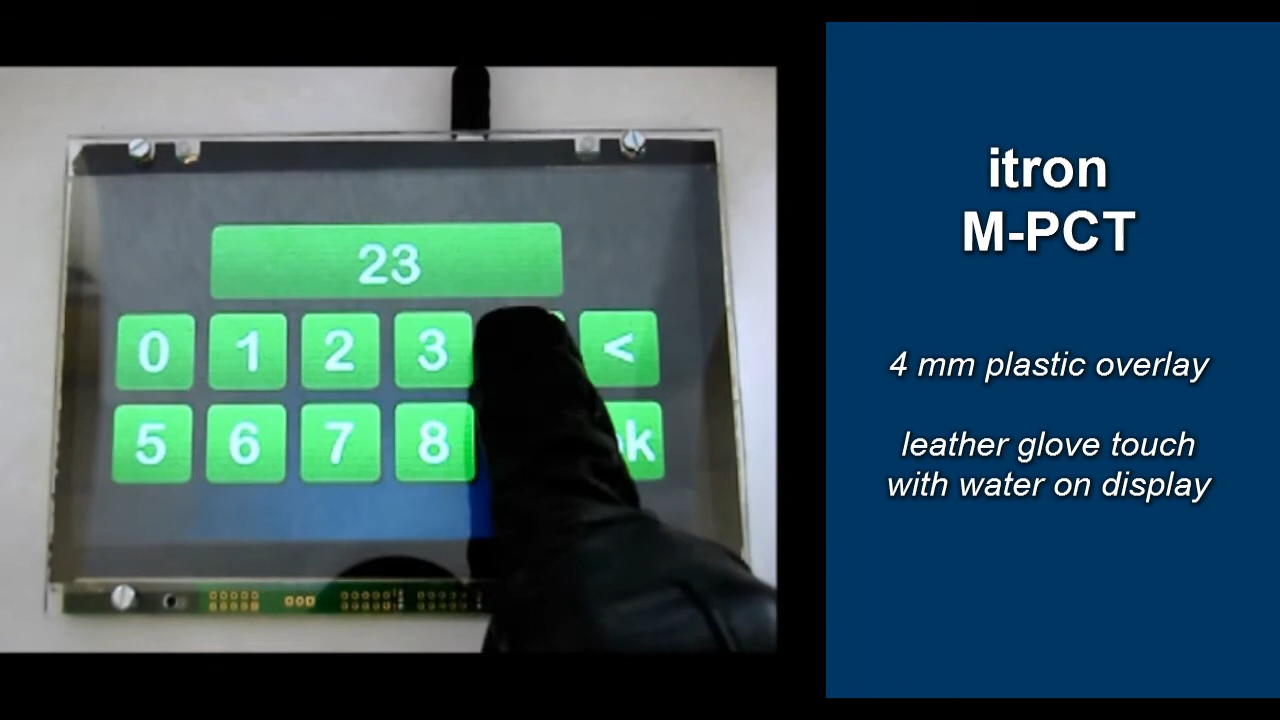 23
0 1 2 3 <
5 6 7 8
itron
M-PCT
4 mm plastic overlay
leather glove touch
with water on display